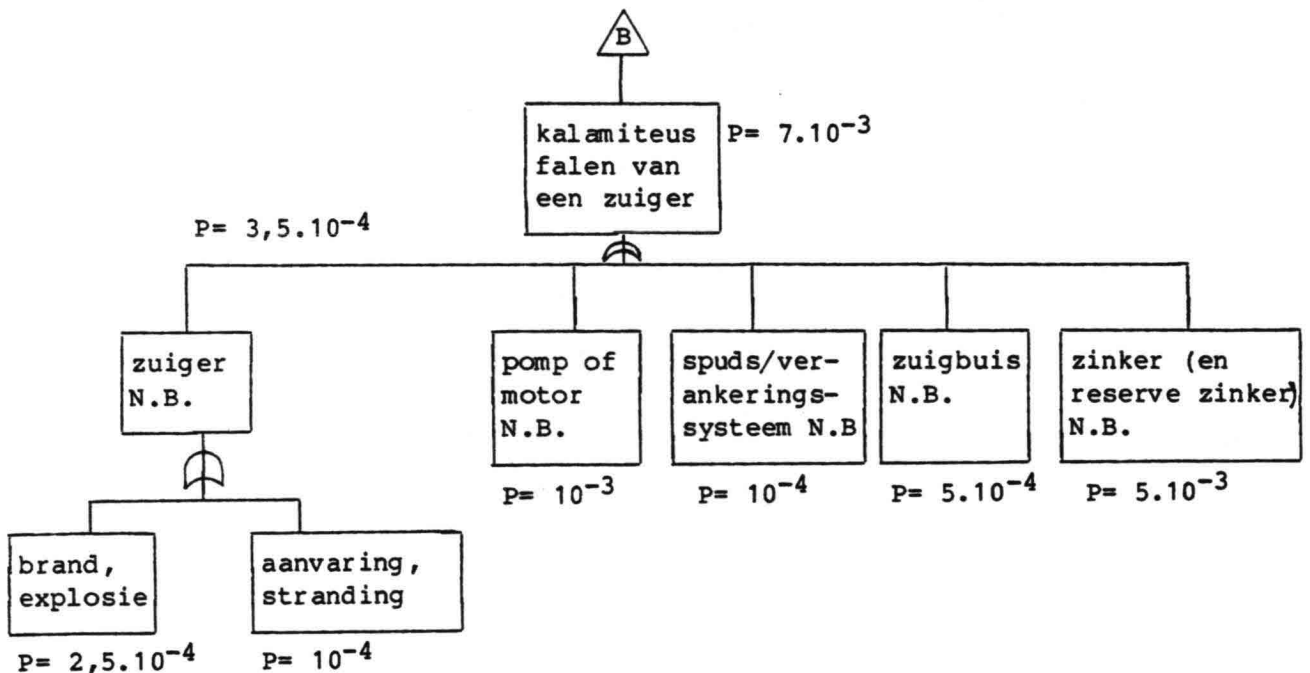 B
kalamiteus
falen van
een zuiger
P= 7.10⁻³
P= 3,5.10⁻⁴
zuiger
N.B.
pomp of
motor
N.B.
P= 10⁻³
spuds/ver-
ankerings-
systeem N.B
P= 10⁻⁴
zuigbuis
N.B.
P= 5.10⁻⁴
zinker (en
reserve zinker)
N.B.
P= 5.10⁻³
brand,
explosie
P= 2,5.10⁻⁴
aanvaring,
stranding
P= 10⁻⁴